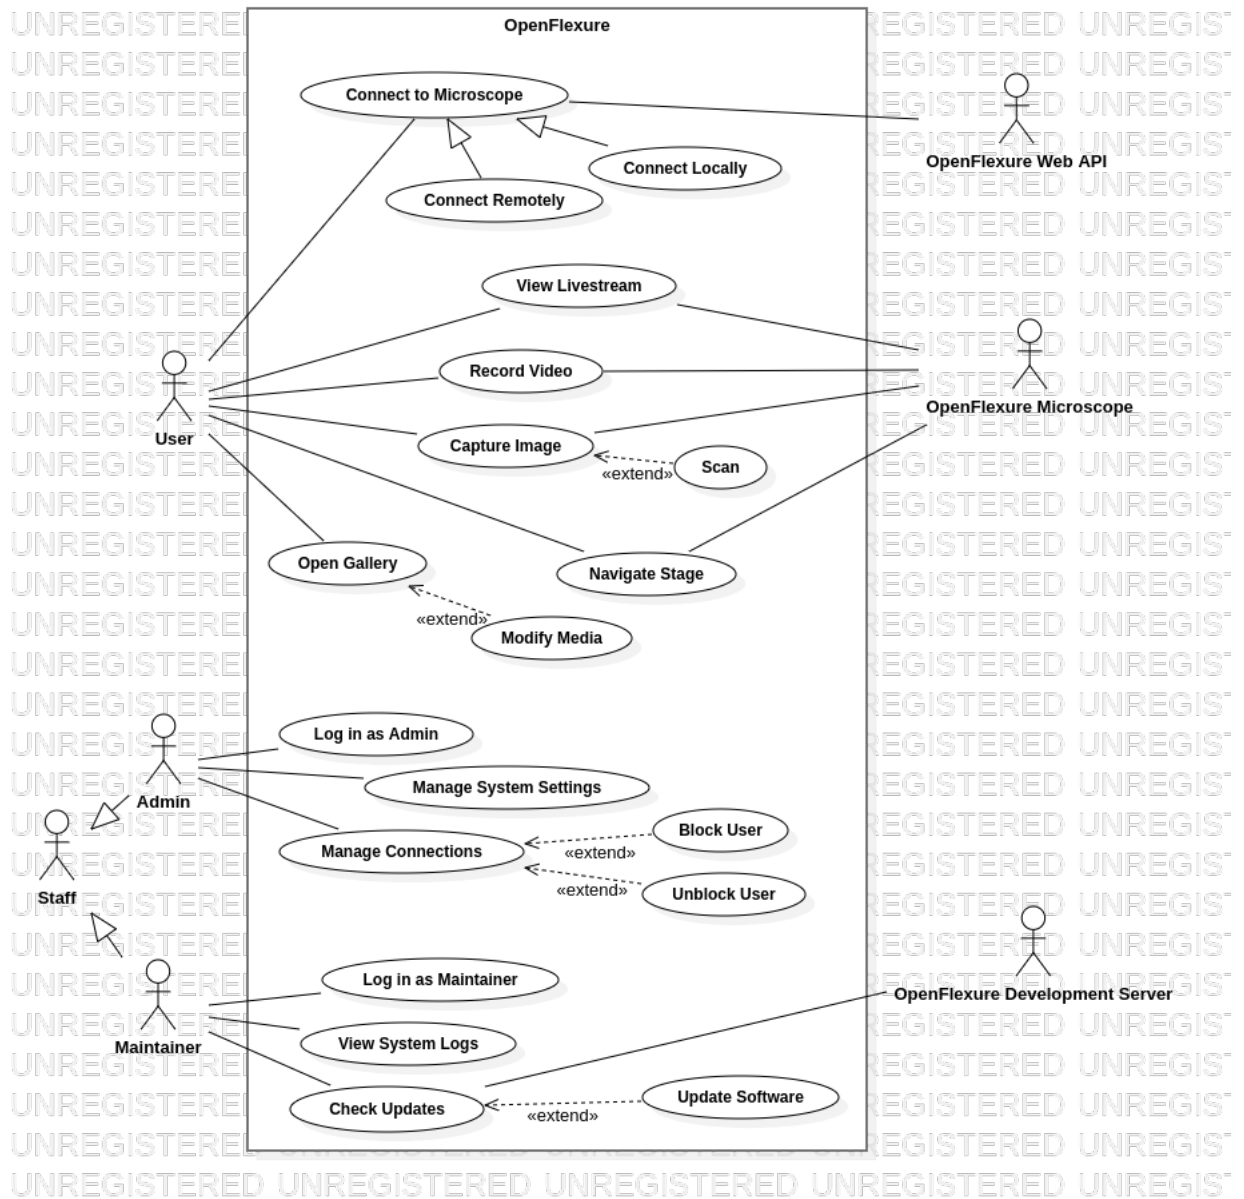 OpenFlexure
Connect to Microscope
OpenFlexure Web API
Connect Locally
Connect Remotely
View Livestream
Record Video
OpenFlexure Microscope
User
Capture Image
Scan
«extend»
Open Gallery
Navigate Stage
«extend»
Modify Media
Log in as Admin
Manage System Settings
Admin
Block User
Manage Connections
«extend»
«extend»
Unblock User
Staff
Log in as Maintainer
OpenFlexure Development Server
View System Logs
Maintainer
Update Software
Check Updates
«extend»
UNREGISTERED UNREGISTERED UNREGISTERED UNREGISTERED